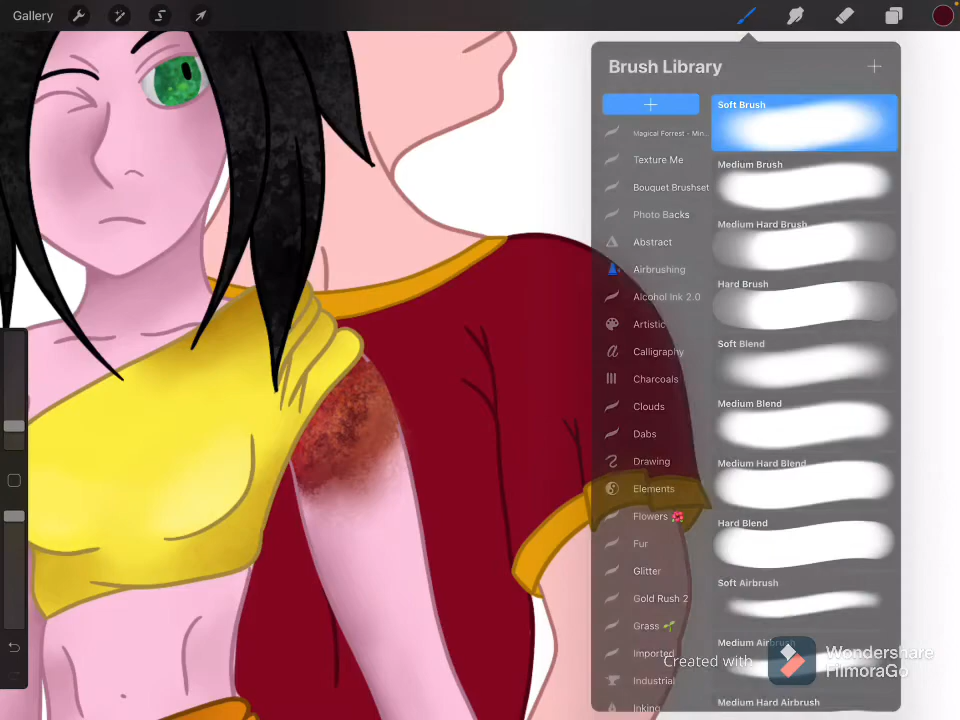 Gallery
Brush Library
Magical Forrest - Min...
Texture Me
Bouquet Brushset
Photo Backs
Abstract
Airbrushing
Alcohol Ink 2.0
Artistic
Calligraphy
Charcoals
Clouds
Dabs
Drawing
Elements
Flowers 🌺
Fur
Glitter
Gold Rush 2
Grass 🌱
Imported
Industrial
Inking
Soft Brush
Medium Brush
Medium Hard Brush
Hard Brush
Soft Blend
Medium Blend
Medium Hard Blend
Hard Blend
Soft Airbrush
Medium Airbrush
Medium Hard Airbrush
Created with
Wondershare
FilmoraGo